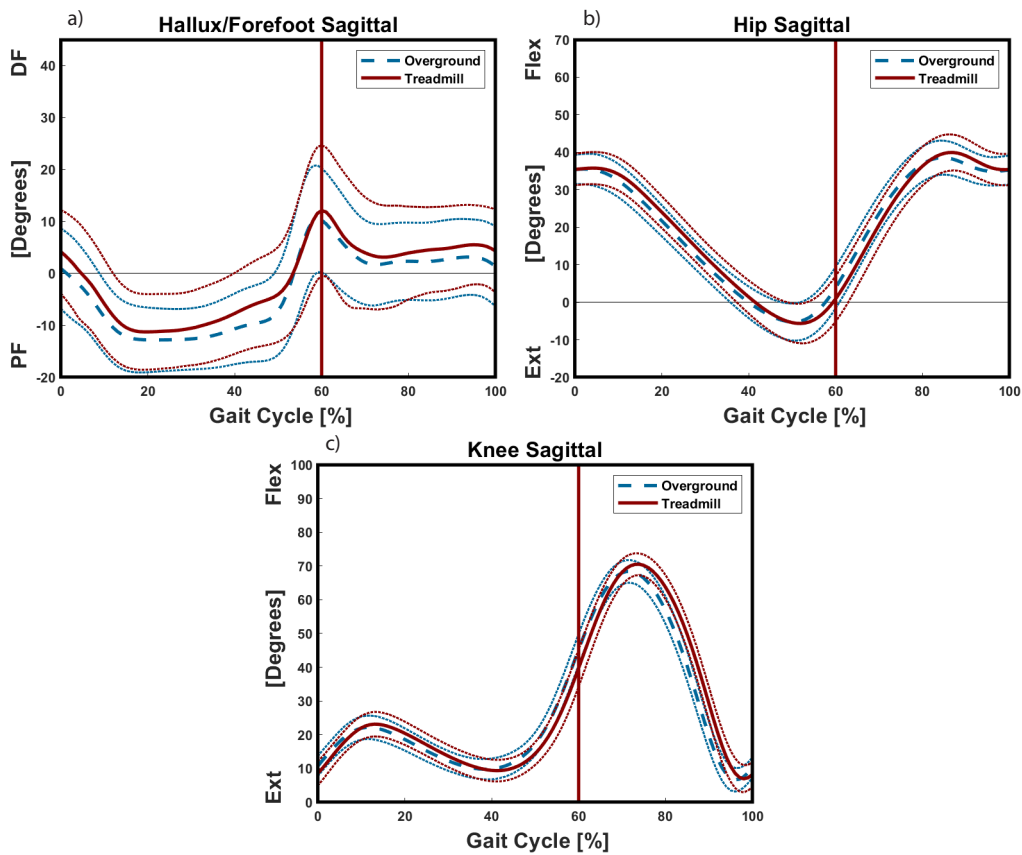 a)
Hallux/Forefoot Sagittal
DF
[Degrees]
PF
40
30
20
10
0
-10
-20
0 20 40 60 80 100
Gait Cycle [%]
Overground
Treadmill
b)
Hip Sagittal
Flex
[Degrees]
Ext
70
60
50
40
30
20
10
0
-10
-20
0 20 40 60 80 100
Gait Cycle [%]
Overground
Treadmill
c)
Knee Sagittal
Flex
[Degrees]
Ext
100
90
80
70
60
50
40
30
20
10
0
0 20 40 60 80 100
Gait Cycle [%]
Overground
Treadmill